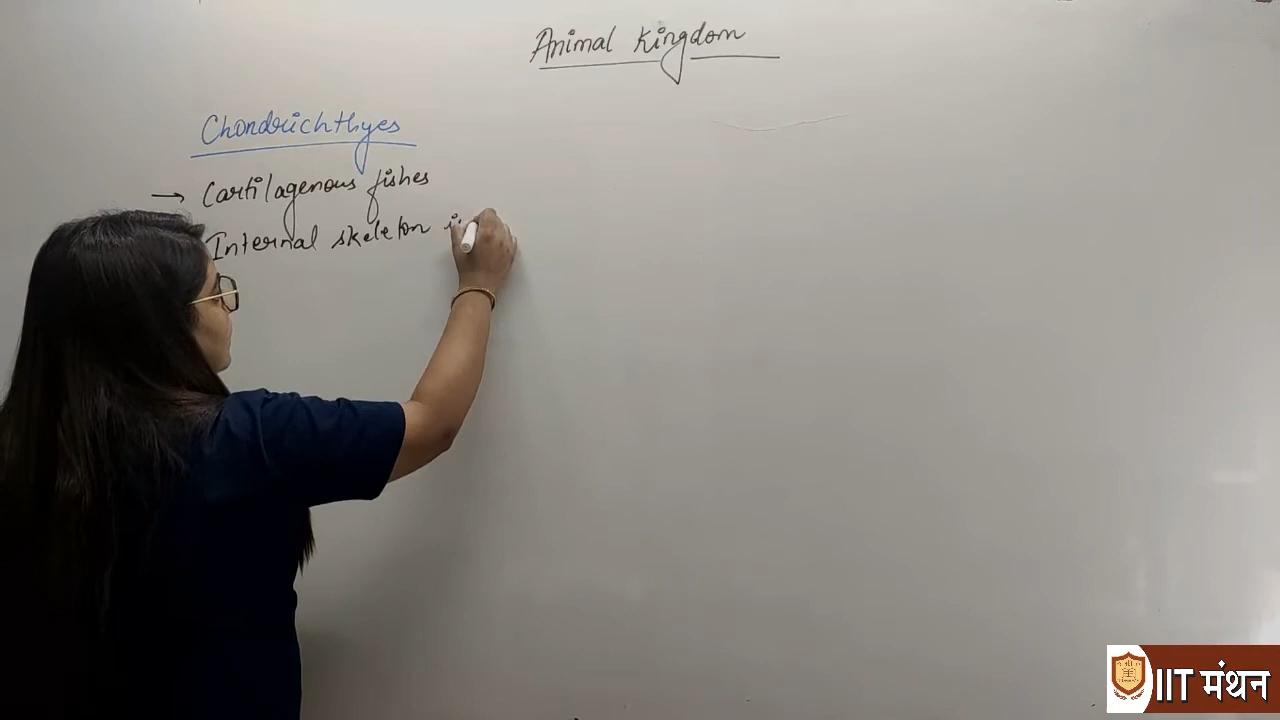 Animal Kingdom
Chondrichthyes
→ Cartilagenous fishes
Internal skeleton
IIT मंथन